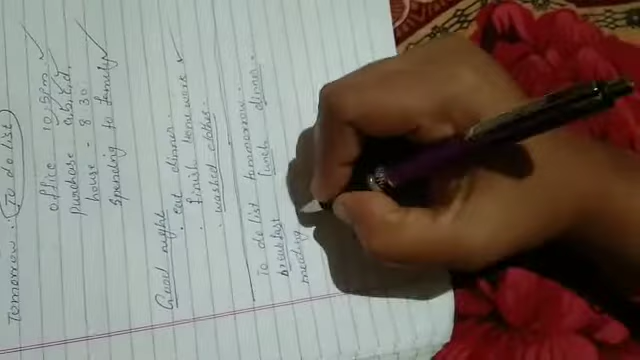 Tomorrow. To do list
office 10.5pm ✓
Purchase a,b,c,d. ✓
house - 8 30
Spending to family ✓
Good night
. eat dinner.
. finish homework ✓
. washed clothes.
To do list tomorrow.
breakfast lunch dinner.
meeting